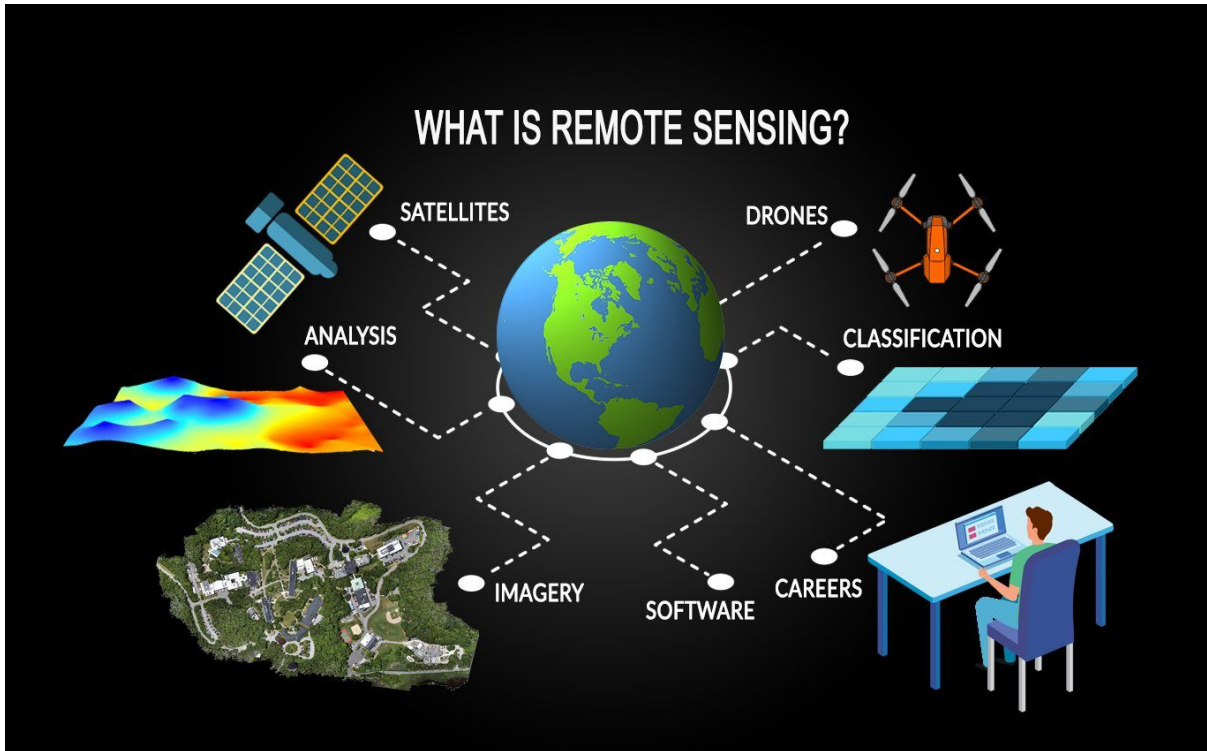 WHAT IS REMOTE SENSING?
SATELLITES
DRONES
ANALYSIS
CLASSIFICATION
IMAGERY
SOFTWARE
CAREERS